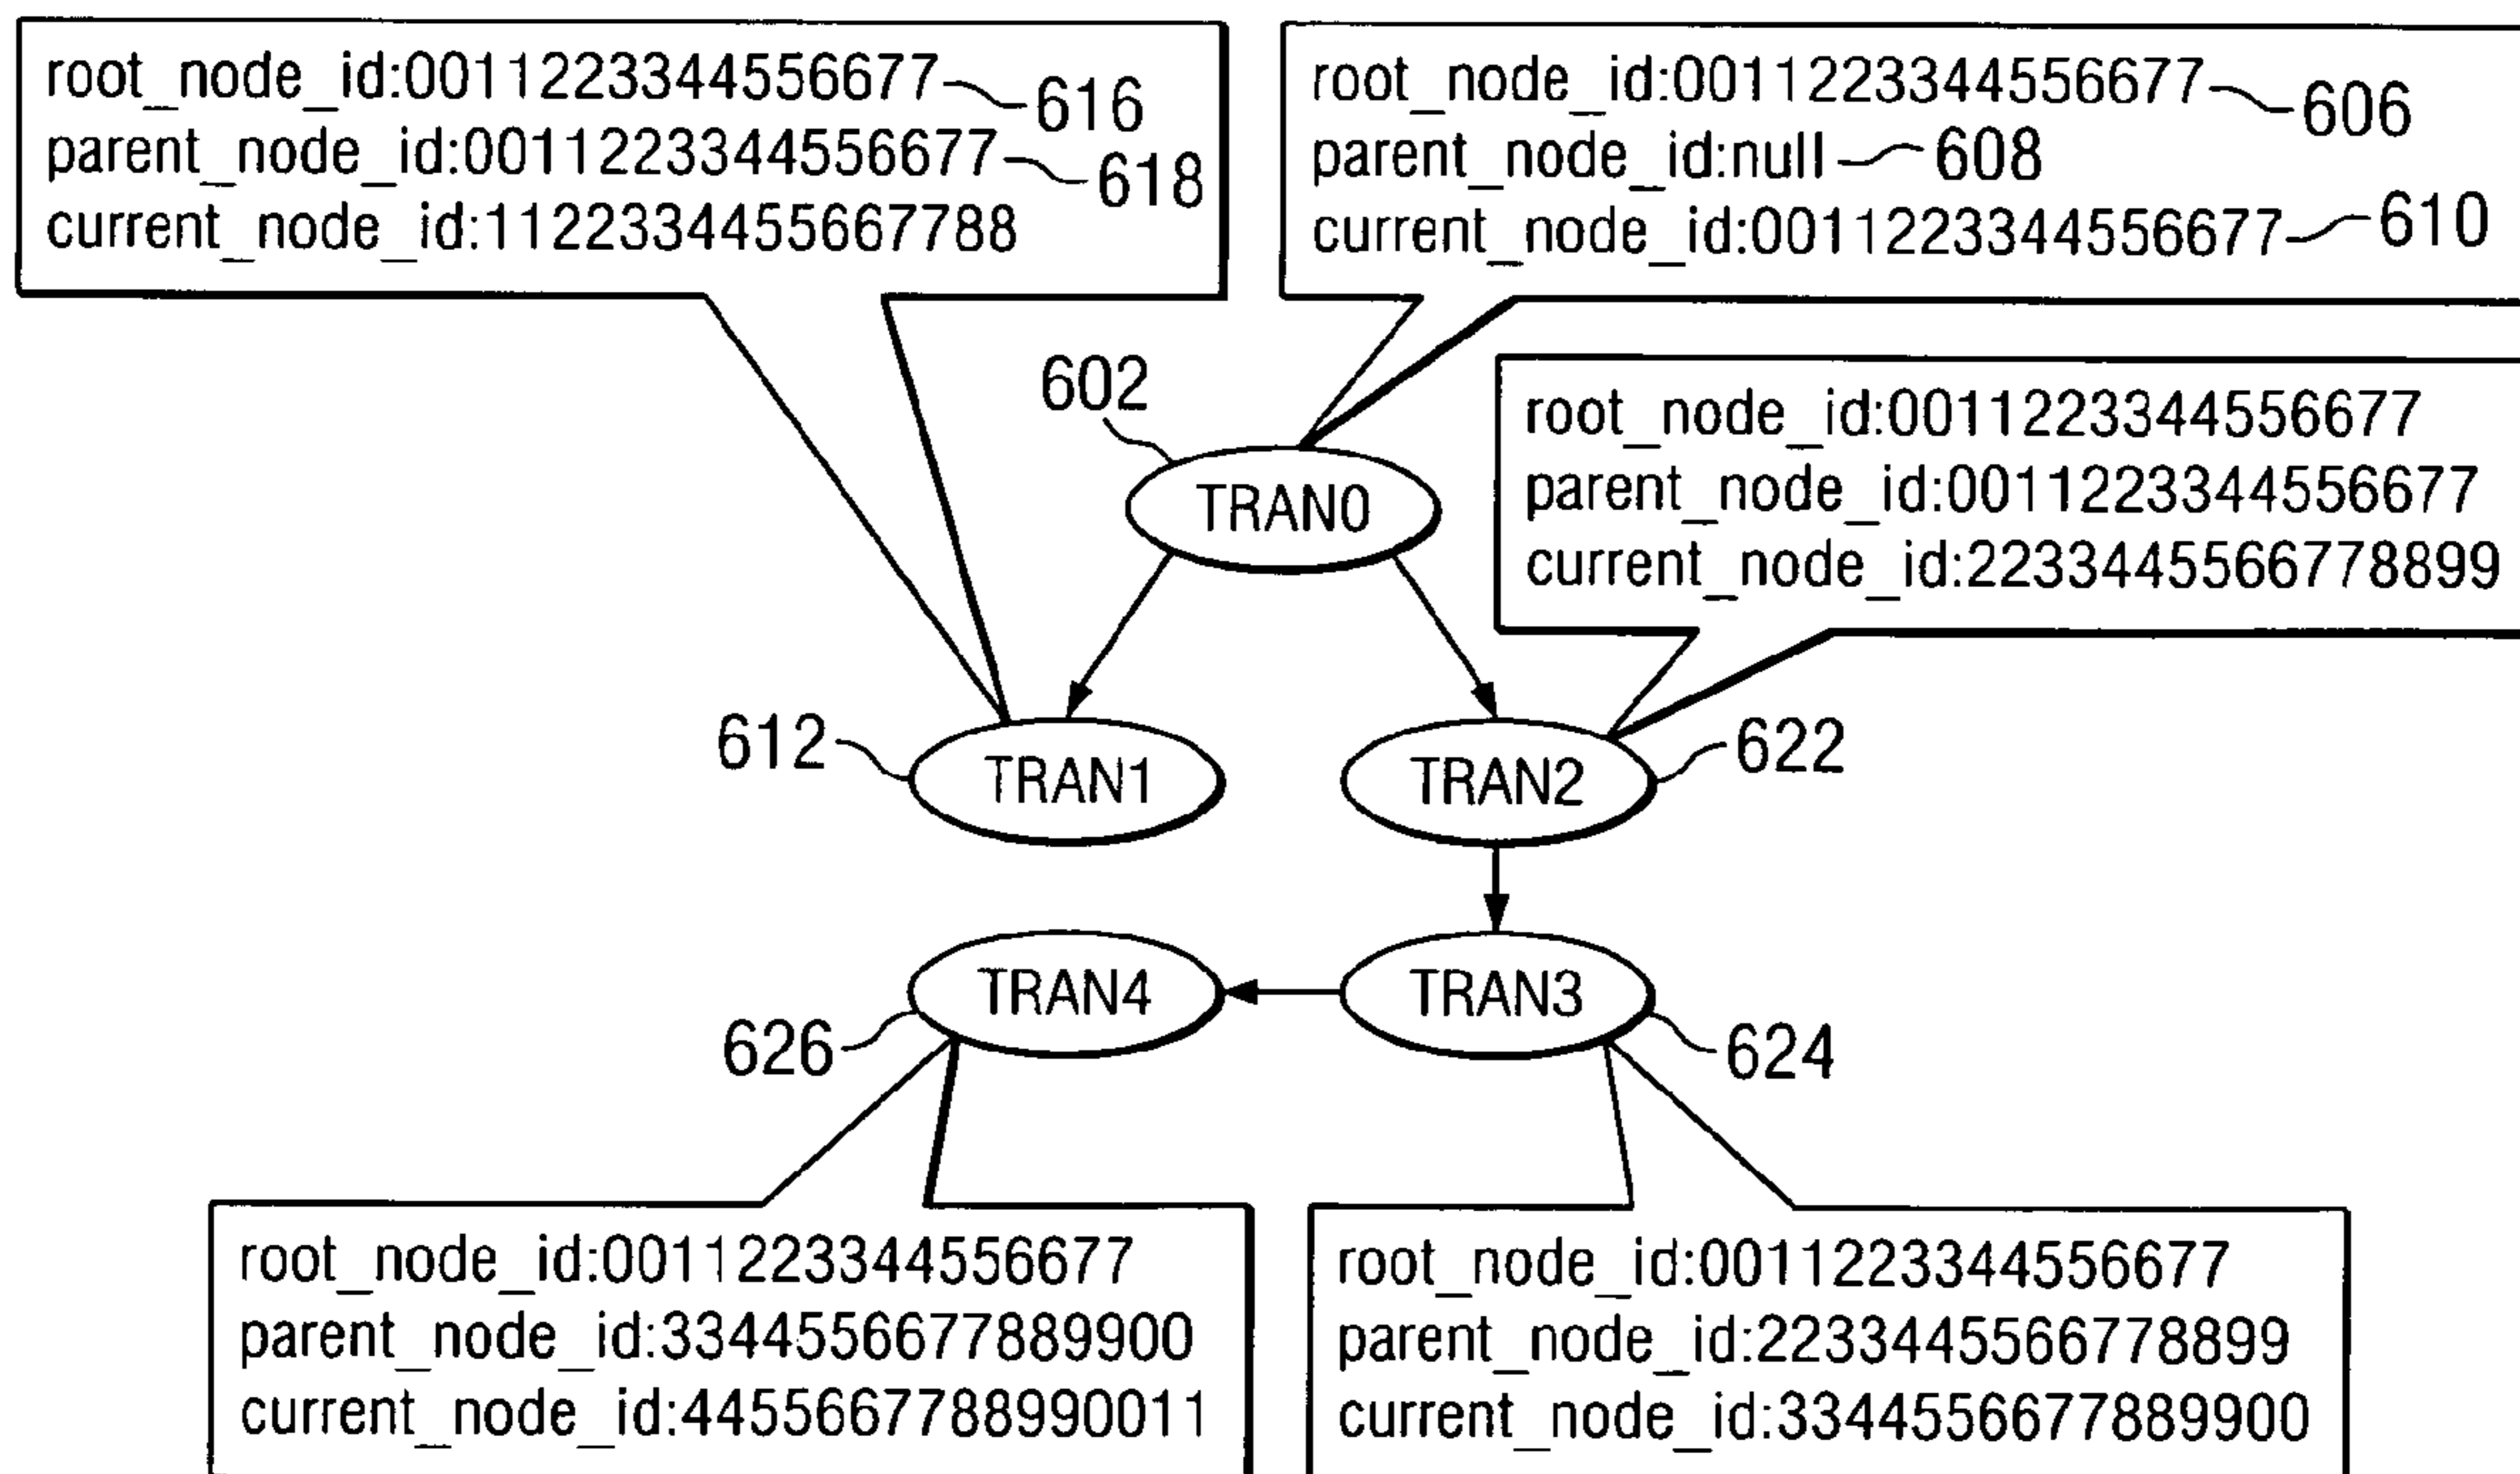 root_node_id:0011223344556677
616
parent_node_id:0011223344556677
618
current_node_id:1122334455667788
root_node_id:0011223344556677
606
parent_node_id:null
608
current_node_id:0011223344556677
610
602
TRAN0
root_node_id:0011223344556677
parent_node_id:0011223344556677
current_node_id:2233445566778899
612
TRAN1
TRAN2
622
TRAN4
626
TRAN3
624
root_node_id:0011223344556677
parent_node_id:3344556677889900
current_node_id:4455667788990011
root_node_id:0011223344556677
parent_node_id:2233445566778899
current_node_id:3344556677889900